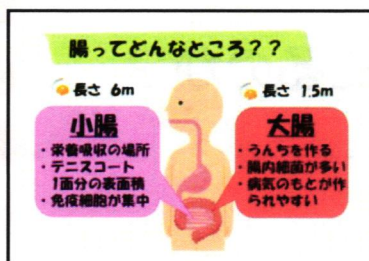 腸ってどんなところ??
長さ 6m
小腸
・栄養吸収の場所
・テニスコート
1面分の表面積
・免疫細胞が集中
長さ 1.5m
大腸
・うんちを作る
・腸内細菌が多い
・病気のもとが作
られやすい